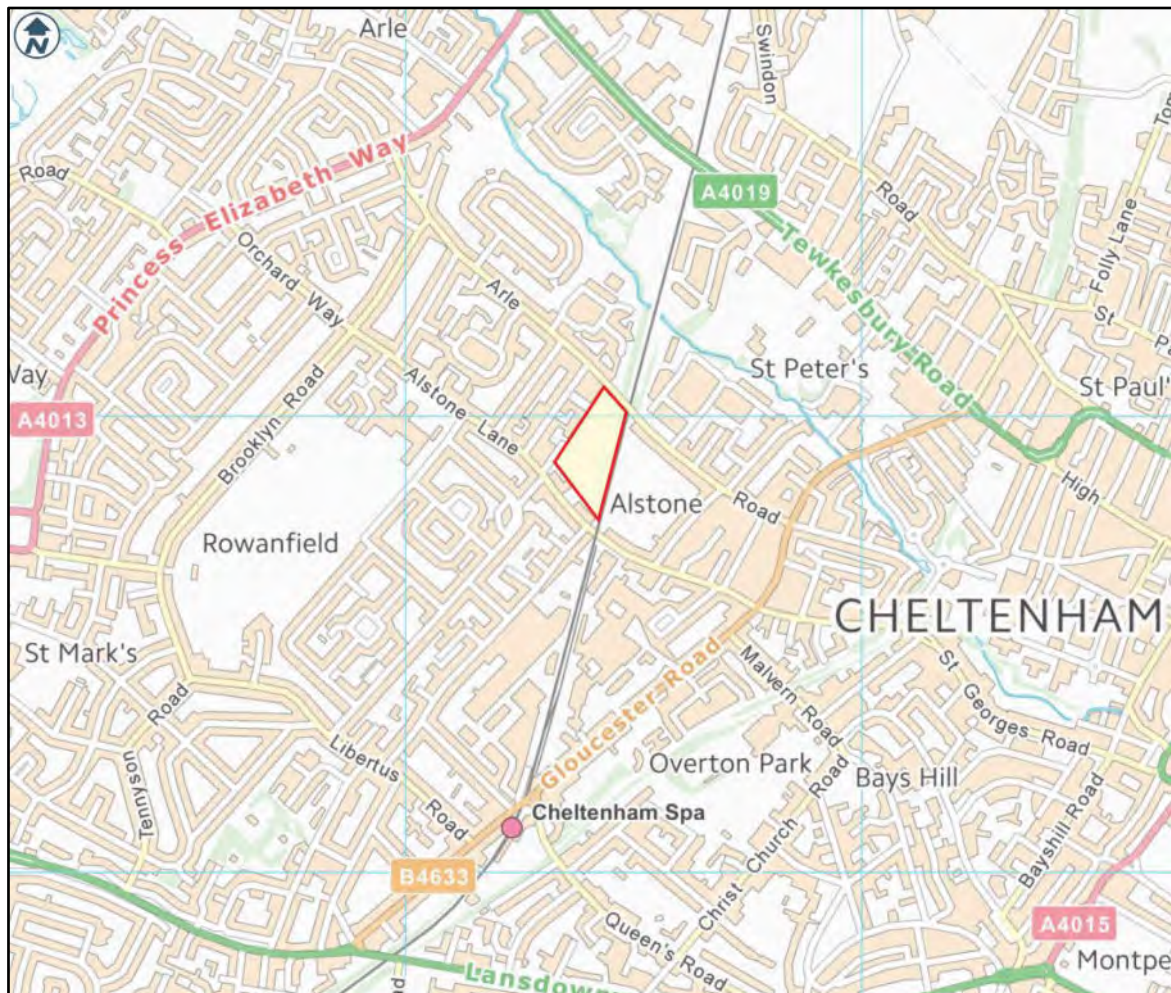 N
Arle
Swindon
Road
Princess Elizabeth Way
A4019
Tewkesbury Road
Folly Lane
Road
Orchard Way
Arle
St
St Peter's
St Paul'
Way
A4013
Brooklyn Road
Alstone Lane
High
Alstone
Road
Rowanfield
CHELTENHAM
St Mark's
Gloucester Road
Malvern Road
St Georges Road
Tennyson Road
Libertus Road
Overton Park
Bays Hill
Cheltenham Spa
Christ Church Road
Bayshill Road
B4633
Queen's Road
A4015
Montpe
Lansdown